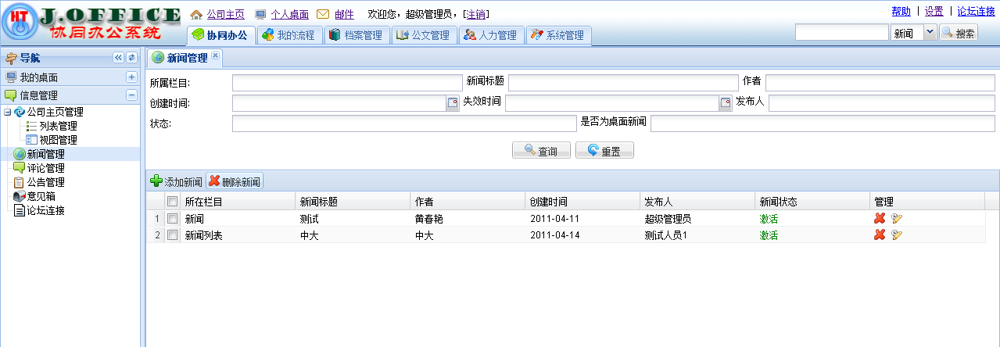 HT J.OFFICE
协同办公系统
公司主页 个人桌面 邮件 欢迎您，超级管理员，[注销]
帮助 | 设置 | 论坛连接
协同办公 我的流程 档案管理 公文管理 人力管理 系统管理
新闻 搜索
导航
我的桌面
信息管理
公司主页管理
列表管理
视图管理
新闻管理
评论管理
公告管理
意见箱
论坛连接
新闻管理
所属栏目: 新闻标题 作者
创建时间: 失效时间 发布人
状态: 是否为桌面新闻
查询 重置
添加新闻 删除新闻
所在栏目 新闻标题 作者 创建时间 发布人 新闻状态 管理
1 新闻 测试 黄春艳 2011-04-11 超级管理员 激活
2 新闻列表 中大 中大 2011-04-14 测试人员1 激活